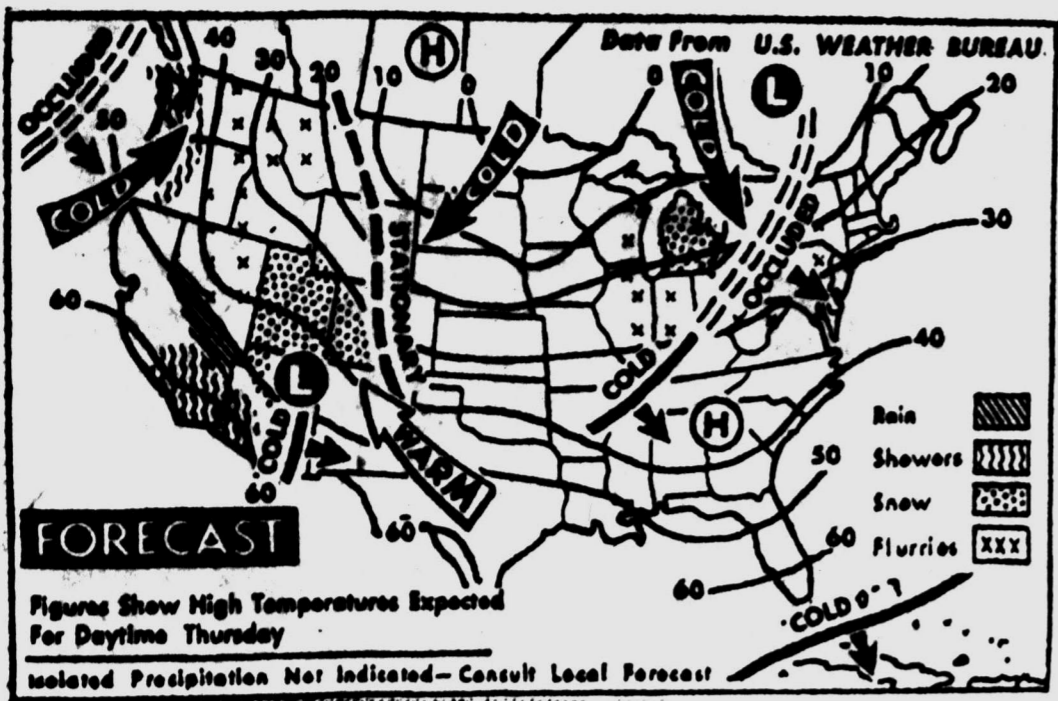 Data From U.S. WEATHER BUREAU
OCCLUDED
40
30
20
10
H
0
0
COLD
L
10
20
50
COLD
COLD
STATIONARY
OCCLUDED
30
60
L
COLD
40
COLD
WARM
H
Rain
50
Showers
60
Snow
60
60
Flurries
XXX
60
FORECAST
COLD
Figures Show High Temperatures Expected
For Daytime Thursday
Isolated Precipitation Not Indicated—Consult Local Forecast